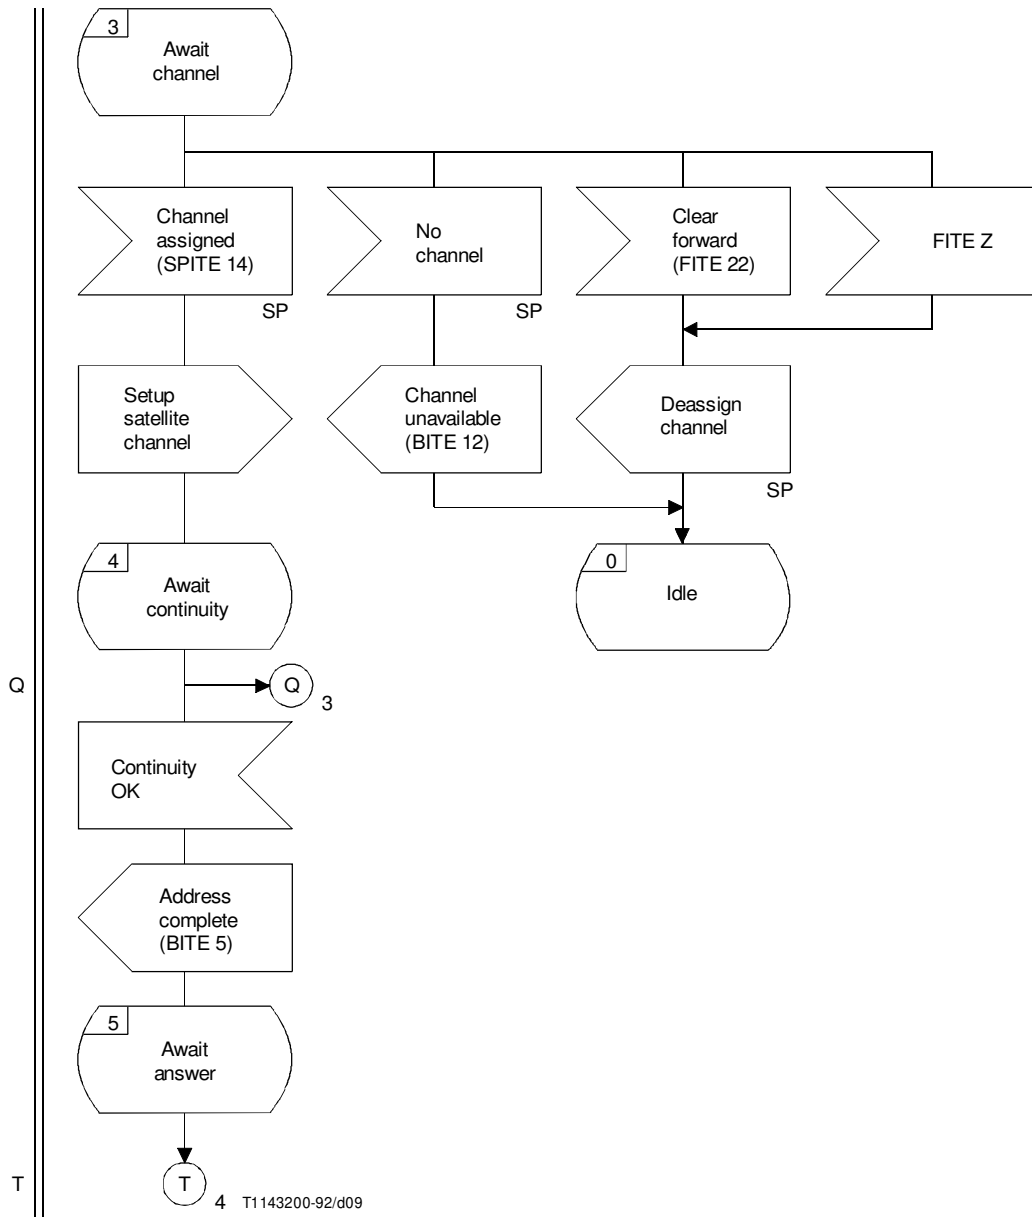 3
Await
channel
Channel
assigned
(SPITE 14)
SP
No
channel
SP
Clear
forward
(FITE 22)
FITE Z
Setup
satellite
channel
Channel
unavailable
(BITE 12)
Deassign
channel
SP
4
Await
continuity
0
Idle
Q
Q
3
Continuity
OK
Address
complete
(BITE 5)
5
Await
answer
T
T
4
T1143200-92/d09